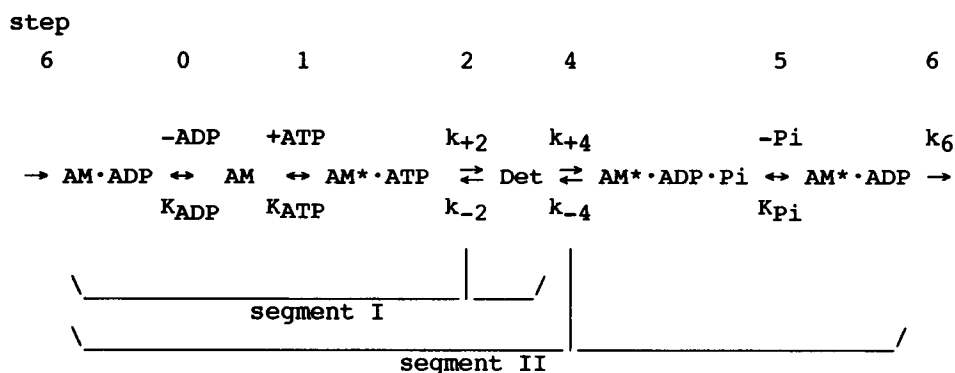 step
6 0 1 2 4 5 6
-ADP +ATP k+2 k+4 -Pi k6
→ AM·ADP ↔ AM ↔ AM*·ATP ⇄ Det ⇄ AM*·ADP·Pi ↔ AM*·ADP →
KADP KATP k-2 k-4 KPi
segment I
segment II